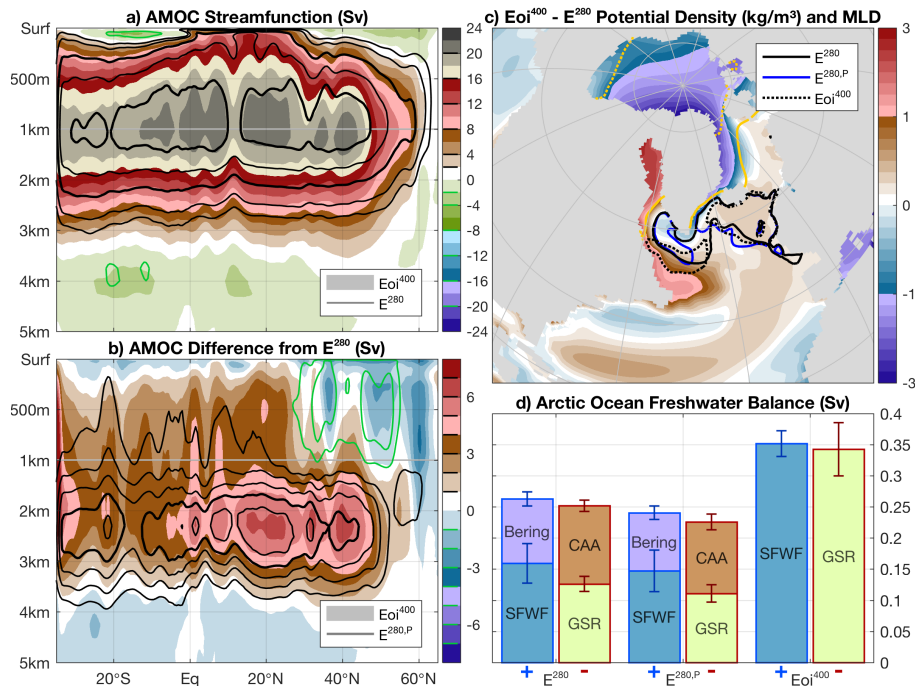 a) AMOC Streamfunction (Sv)
Surf
500m
1km
2km
3km
4km
5km
Eoi⁴⁰⁰
E²⁸⁰
24
20
16
12
8
4
2
0
-4
-8
-12
-16
-20
-24
b) AMOC Difference from E²⁸⁰ (Sv)
Surf
500m
1km
2km
3km
4km
5km
20°S
Eq
20°N
40°N
60°N
Eoi⁴⁰⁰
E²⁸⁰,ᴾ
6
3
0
-3
-6
c) Eoi⁴⁰⁰ - E²⁸⁰ Potential Density (kg/m³) and MLD
E²⁸⁰
E²⁸⁰,ᴾ
Eoi⁴⁰⁰
3
1
0
-1
-3
d) Arctic Ocean Freshwater Balance (Sv)
0.4
0.35
0.3
0.25
0.2
0.15
0.1
0.05
0
Bering
SFWF
CAA
GSR
Bering
SFWF
CAA
GSR
SFWF
GSR
+ E²⁸⁰ -
+ E²⁸⁰,ᴾ -
+ Eoi⁴⁰⁰ -